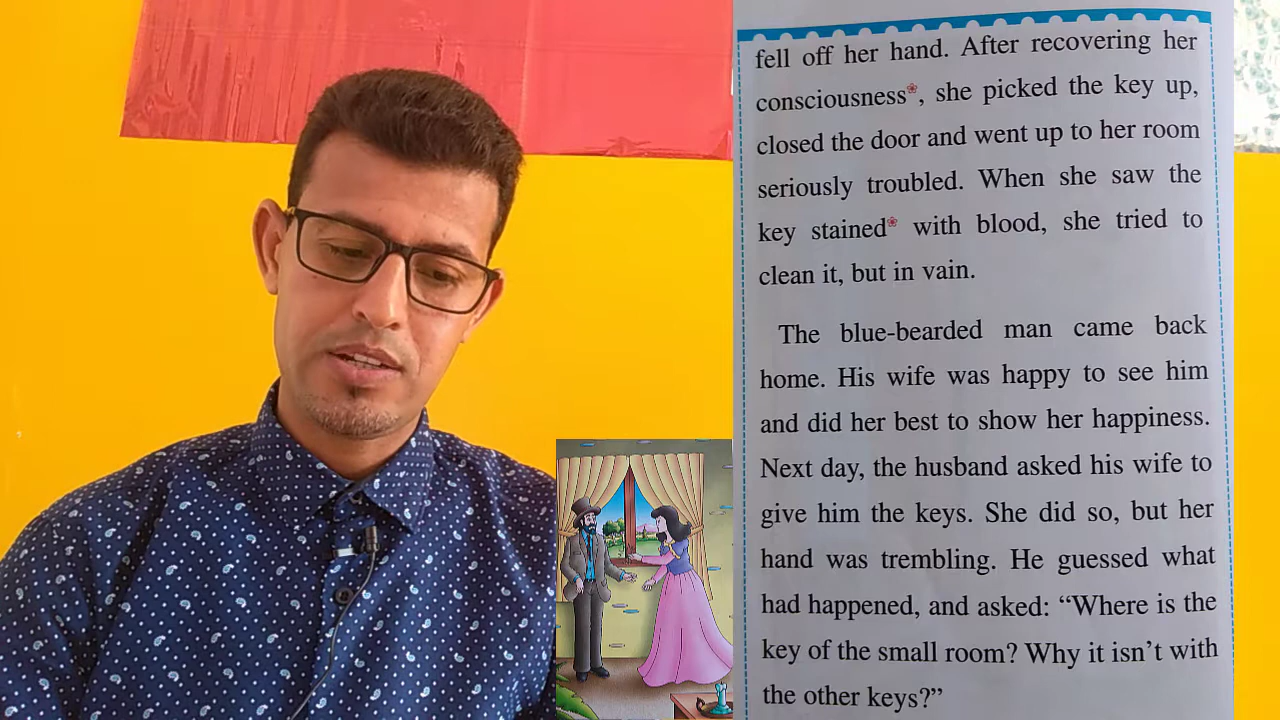 fell off her hand. After recovering her
consciousness*, she picked the key up,
closed the door and went up to her room
seriously troubled. When she saw the
key stained* with blood, she tried to
clean it, but in vain.
The blue-bearded man came back
home. His wife was happy to see him
and did her best to show her happiness.
Next day, the husband asked his wife to
give him the keys. She did so, but her
hand was trembling. He guessed what
had happened, and asked: “Where is the
key of the small room? Why it isn’t with
the other keys?”